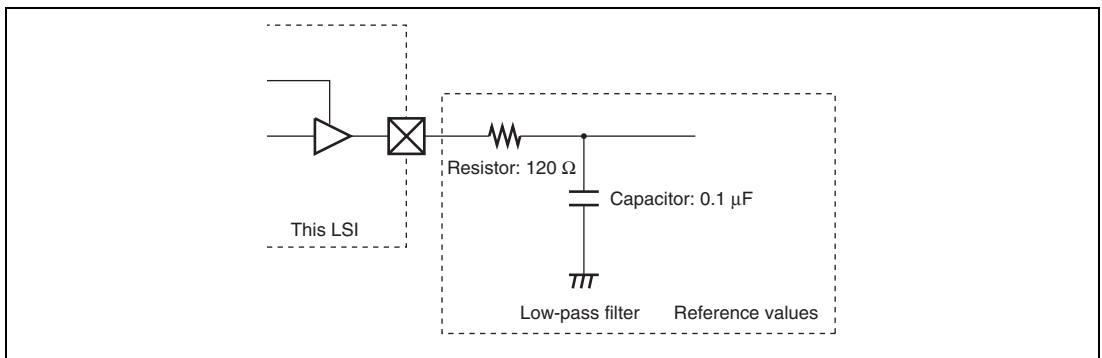 Resistor: 120 Ω
Capacitor: 0.1 μF
This LSI
Low-pass filter
Reference values